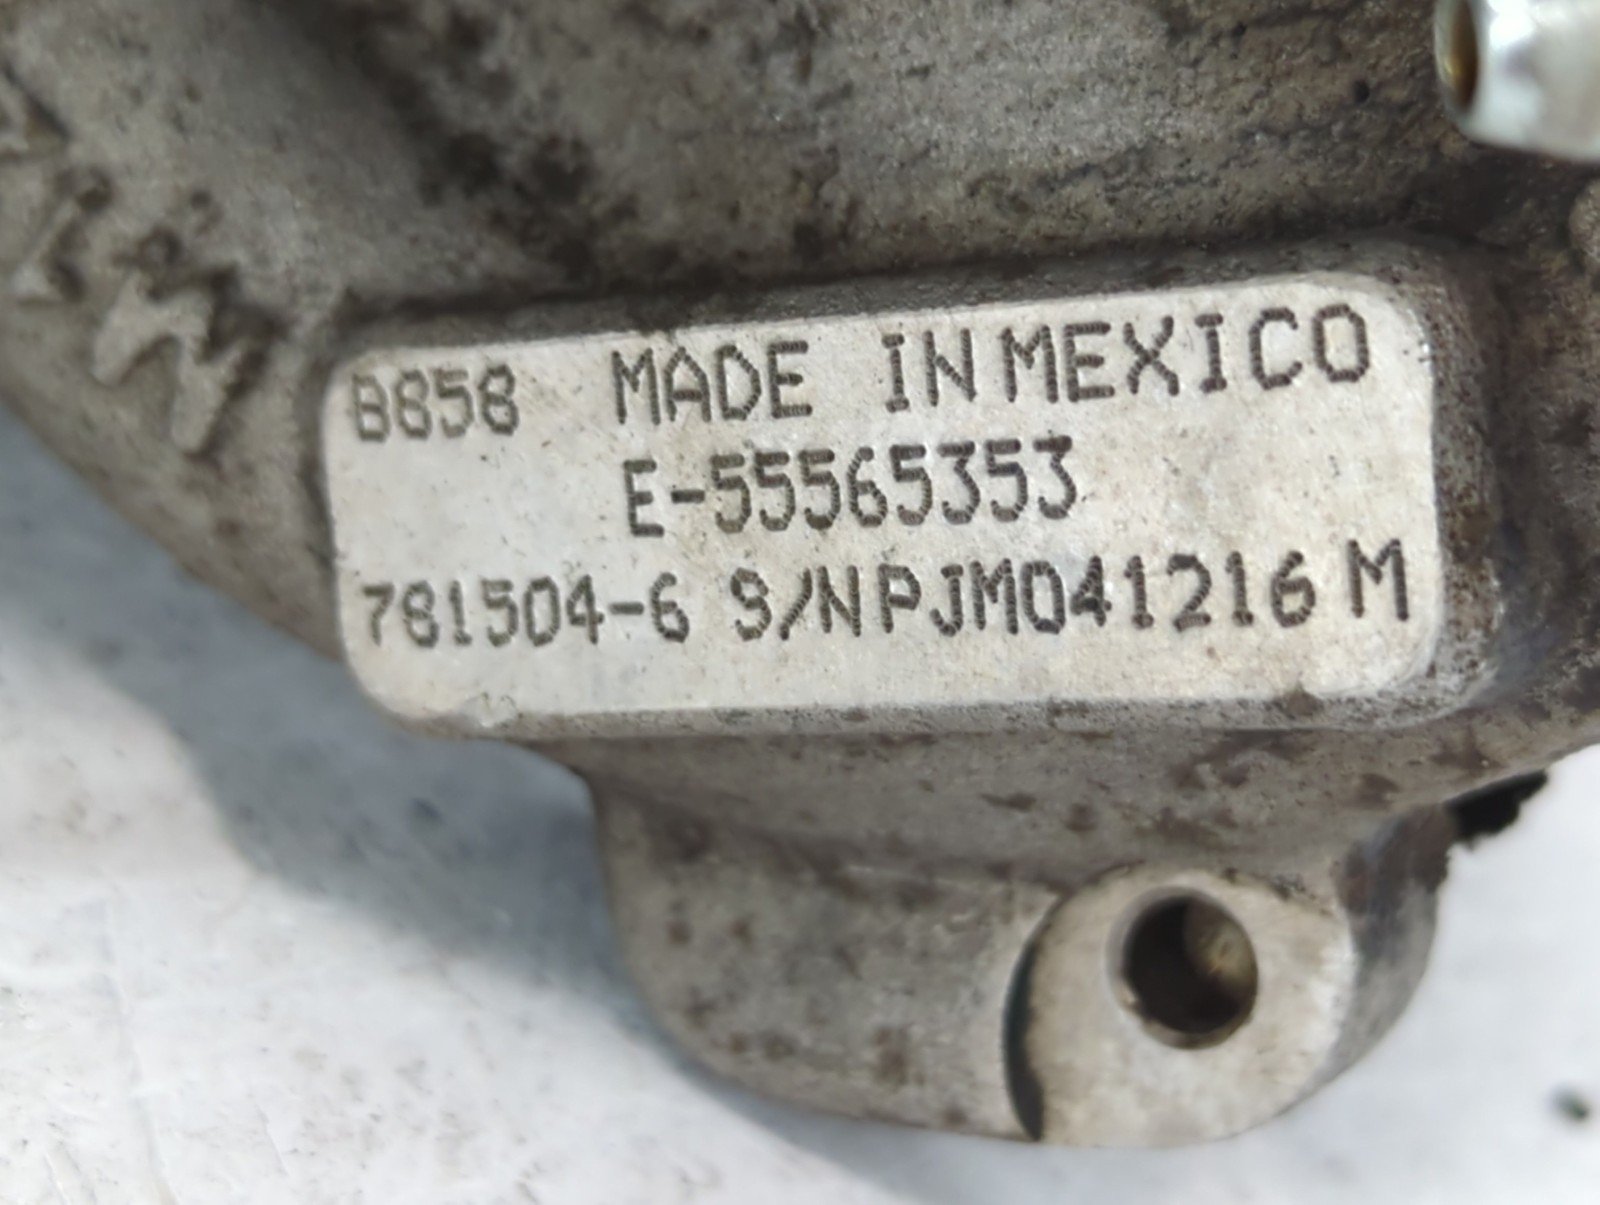 B858 MADE IN MEXICO
E-55565353
781504-6 S/N PJM041216 M